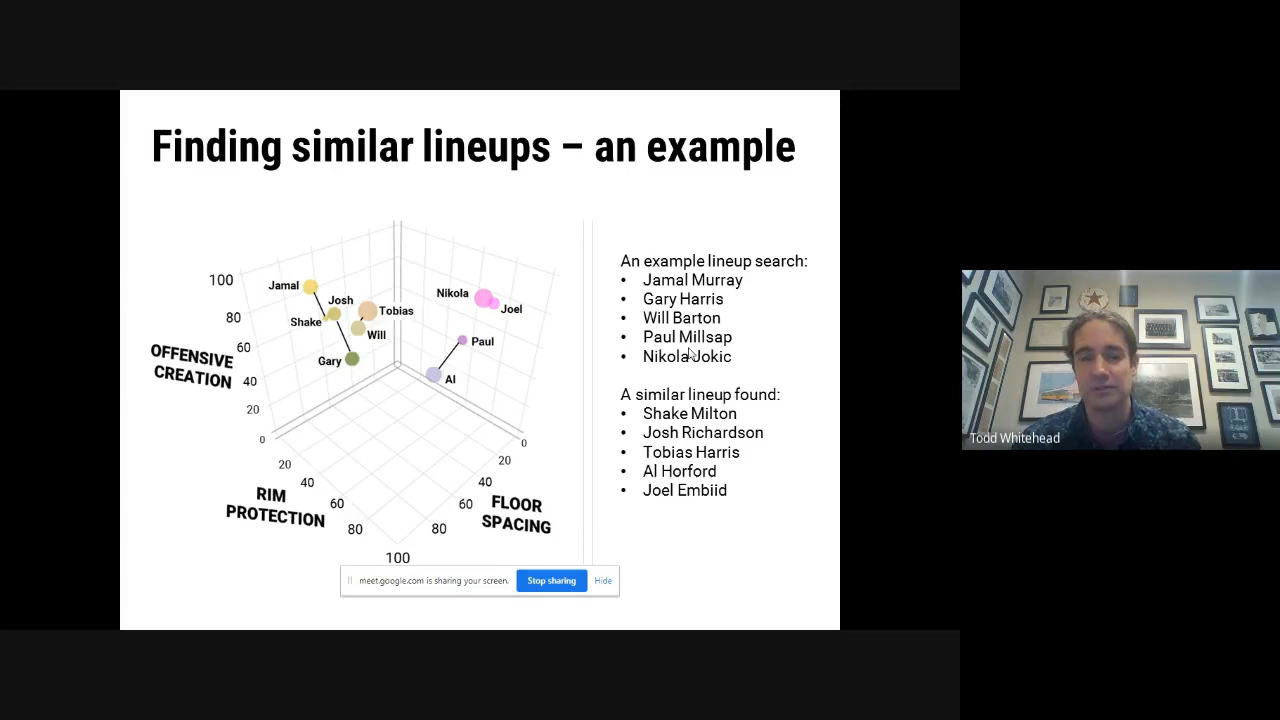 Finding similar lineups – an example
100
80
60
40
20
0
OFFENSIVE
CREATION
Jamal
Josh
Shake
Tobias
Will
Gary
Nikola
Joel
Paul
Al
20
40
60
80
100
RIM
PROTECTION
0
20
40
60
80
FLOOR
SPACING
An example lineup search:
• Jamal Murray
• Gary Harris
• Will Barton
• Paul Millsap
• Nikola Jokic
A similar lineup found:
• Shake Milton
• Josh Richardson
• Tobias Harris
• Al Horford
• Joel Embiid
meet.google.com is sharing your screen.
Stop sharing
Hide
Todd Whitehead